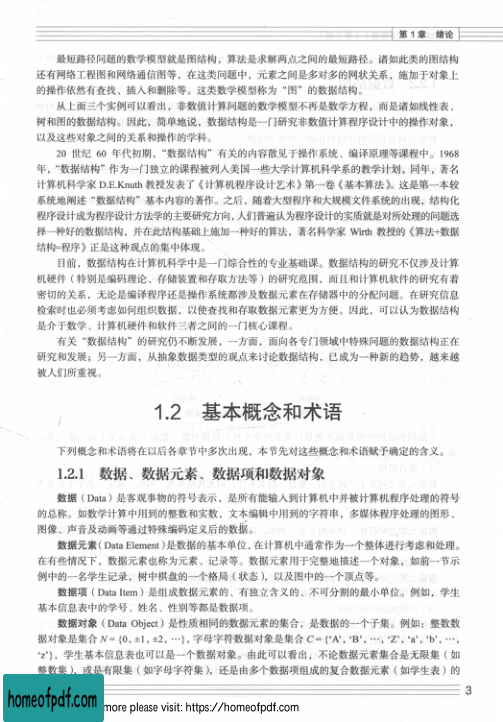 第 1 章 绪论
最短路径问题的数学模型就是图结构，算法是求解两点之间的最短路径。诸如此类的图结构
还有网络工程图和网络通信图等，在这类问题中，元素之间是多对多的网状关系，施加于对象上
的操作依然有查找、插入和删除等。这类数学模型称为“图”的数据结构。
从上面三个实例可以看出，非数值计算问题的数学模型不再是数学方程，而是诸如线性表、
树和图的数据结构。因此，简单地说，数据结构是一门研究非数值计算程序设计中的操作对象，
以及这些对象之间的关系和操作的学科。
20 世纪 60 年代初期，“数据结构”有关的内容散见于操作系统、编译原理等课程中。1968
年，“数据结构”作为一门独立的课程被列入美国一些大学计算机科学系的教学计划，同年，著名
计算机科学家 D.E.Knuth 教授发表了《计算机程序设计艺术》第一卷《基本算法》。这是第一本较
系统地阐述“数据结构”基本内容的著作。之后，随着大型程序和大规模文件系统的出现，结构化
程序设计成为程序设计方法学的主要研究方向，人们普遍认为程序设计的实质就是对所处理的问题选
择一种好的数据结构，并在此结构基础上施加一种好的算法，著名科学家 Wirth 教授的《算法+数据
结构=程序》正是这种观点的集中体现。
目前，数据结构在计算机科学中是一门综合性的专业基础课。数据结构的研究不仅涉及计算
机硬件（特别是编码理论、存储装置和存取方法等）的研究范围，而且和计算机软件的研究有着
密切的关系，无论是编译程序还是操作系统都涉及数据元素在存储器中的分配问题。在研究信息
检索时也必须考虑如何组织数据，以使查找和存取数据元素更为方便。因此，可以认为数据结构
是介于数学、计算机硬件和软件三者之间的一门核心课程。
有关“数据结构”的研究仍不断发展，一方面，面向各专门领域中特殊问题的数据结构正在
研究和发展；另一方面，从抽象数据类型的观点来讨论数据结构，已成为一种新的趋势，越来越
被人们所重视。
1.2 基本概念和术语
下列概念和术语将在以后各章节中多次出现，本节先对这些概念和术语赋予确定的含义。
1.2.1 数据、数据元素、数据项和数据对象
数据（Data）是客观事物的符号表示，是所有能输入到计算机中并被计算机程序处理的符号
的总称。如数学计算中用到的整数和实数，文本编辑中用到的字符串，多媒体程序处理的图形、
图像、声音及动画等通过特殊编码定义后的数据。
数据元素（Data Element）是数据的基本单位，在计算机中通常作为一个整体进行考虑和处理。
在有些情况下，数据元素也称为元素、记录等。数据元素用于完整地描述一个对象，如前一节示
例中的一名学生记录，树中棋盘的一个格局（状态），以及图中的一个顶点等。
数据项（Data Item）是组成数据元素的、有独立含义的、不可分割的最小单位。例如，学生
基本信息表中的学号、姓名、性别等都是数据项。
数据对象（Data Object）是性质相同的数据元素的集合，是数据的一个子集。例如：整数数
据对象是集合 N = {0, ±1, ±2, …}，字母字符数据对象是集合 C = {‘A’, ‘B’, …, ‘Z’, ‘a’, ‘b’, …,
‘z’}，学生基本信息表也可以是一个数据对象。由此可以看出，不论数据元素集合是无限集（如
整数集），或是有限集（如字母字符集），还是由多个数据项组成的复合数据元素（如学生表）的
3
homeofpdf.com
more please visit: https://homeofpdf.com